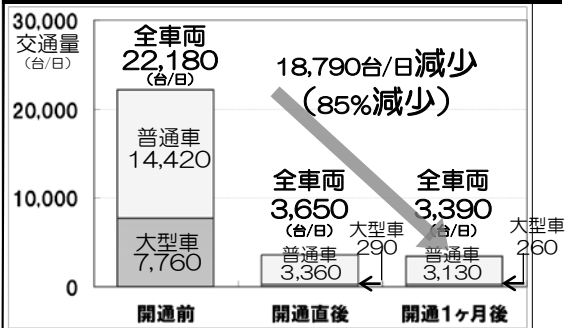 30,000
交通量
(台/日)
20,000
10,000
0
全車両
22,180
(台/日)
普通車
14,420
大型車
7,760
18,790台/日減少
(85%減少)
全車両
3,650
(台/日)
大型車
290
普通車
3,360
全車両
3,390
(台/日)
大型車
260
普通車
3,130
開通前
開通直後
開通1ヶ月後